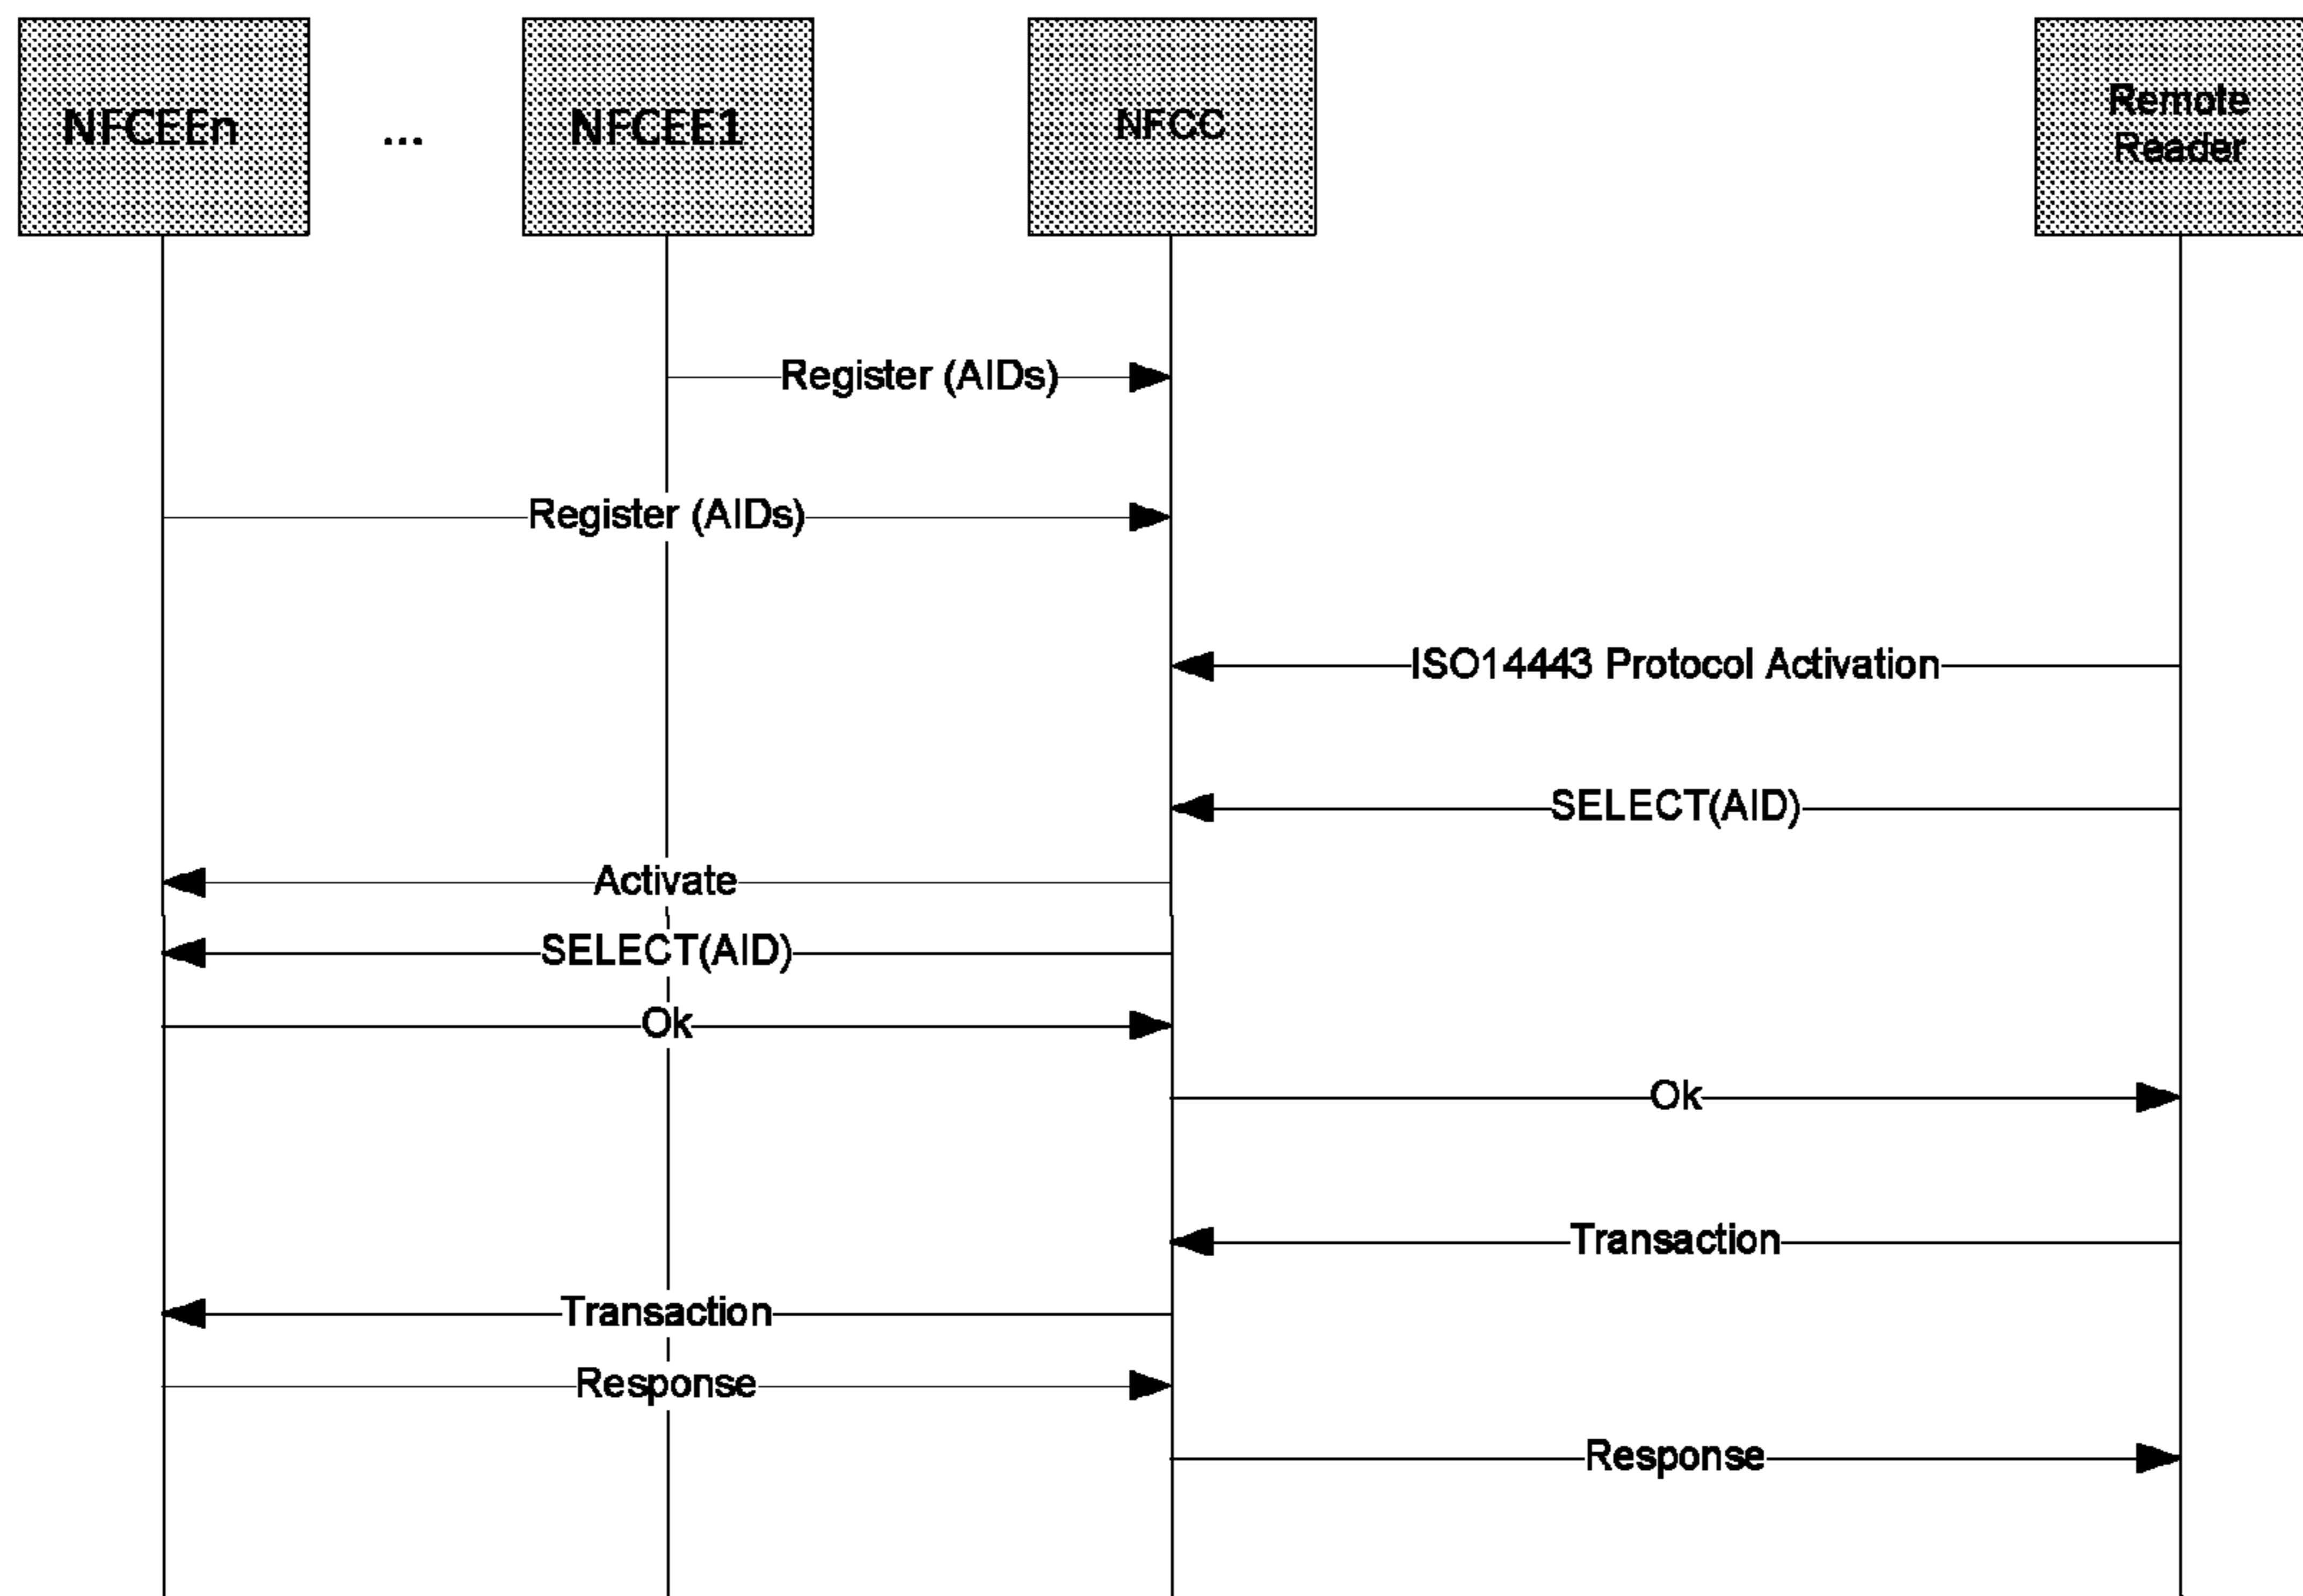 NFCEEn
...
NFCEE1
NFCC
Remote
Reader
Register (AIDs)
Register (AIDs)
ISO14443 Protocol Activation
SELECT(AID)
Activate
SELECT(AID)
Ok
Ok
Transaction
Transaction
Response
Response